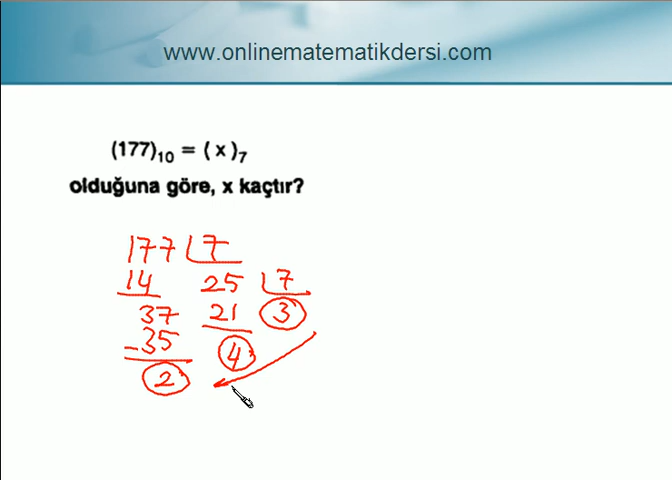 www.onlinematematikdersi.com
(177)₁₀ = ( x )₇
olduğuna göre, x kaçtır?
177 7
14 25 7
37 21 3
-35 4
2